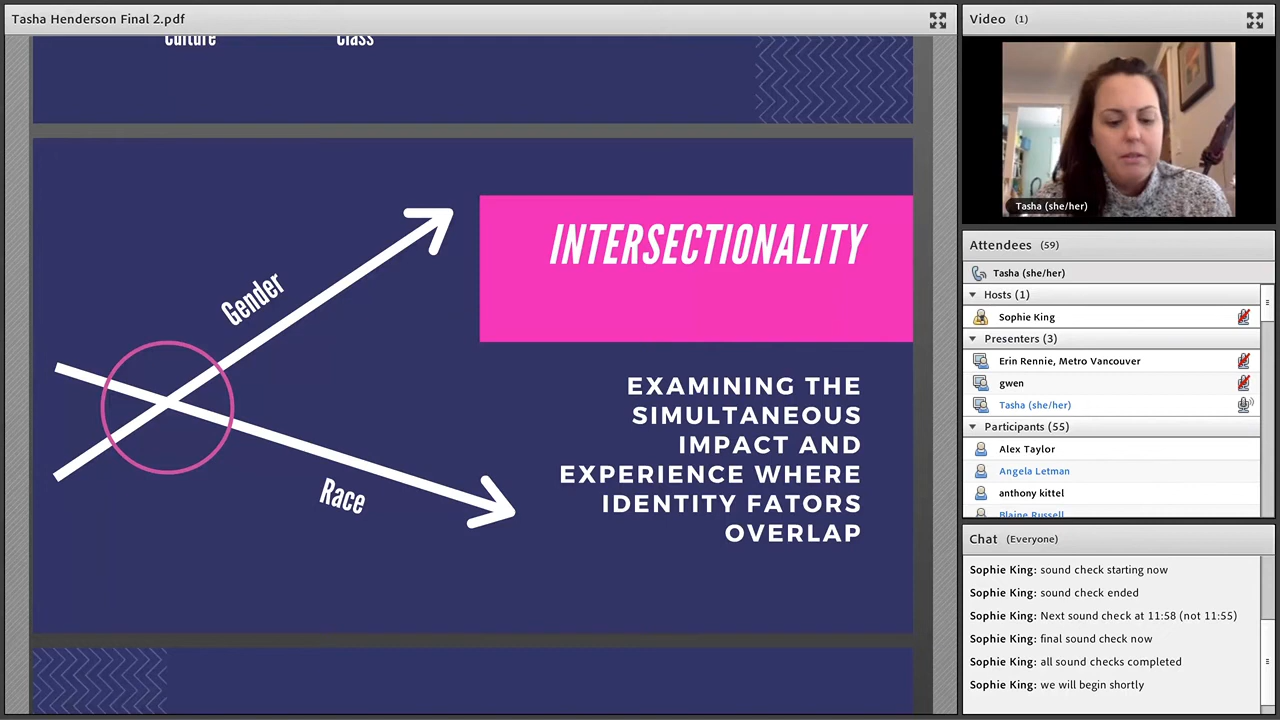 Tasha Henderson Final 2.pdf
Culture
Class
Gender
Race
INTERSECTIONALITY
EXAMINING THE
SIMULTANEOUS
IMPACT AND
EXPERIENCE WHERE
IDENTITY FATORS
OVERLAP
Video (1)
Tasha (she/her)
Attendees (59)
Tasha (she/her)
Hosts (1)
Sophie King
Presenters (3)
Erin Rennie, Metro Vancouver
gwen
Tasha (she/her)
Participants (55)
Alex Taylor
Angela Letman
anthony kittel
Blaine Russell
Chat (Everyone)
Sophie King: sound check starting now
Sophie King: sound check ended
Sophie King: Next sound check at 11:58 (not 11:55)
Sophie King: final sound check now
Sophie King: all sound checks completed
Sophie King: we will begin shortly